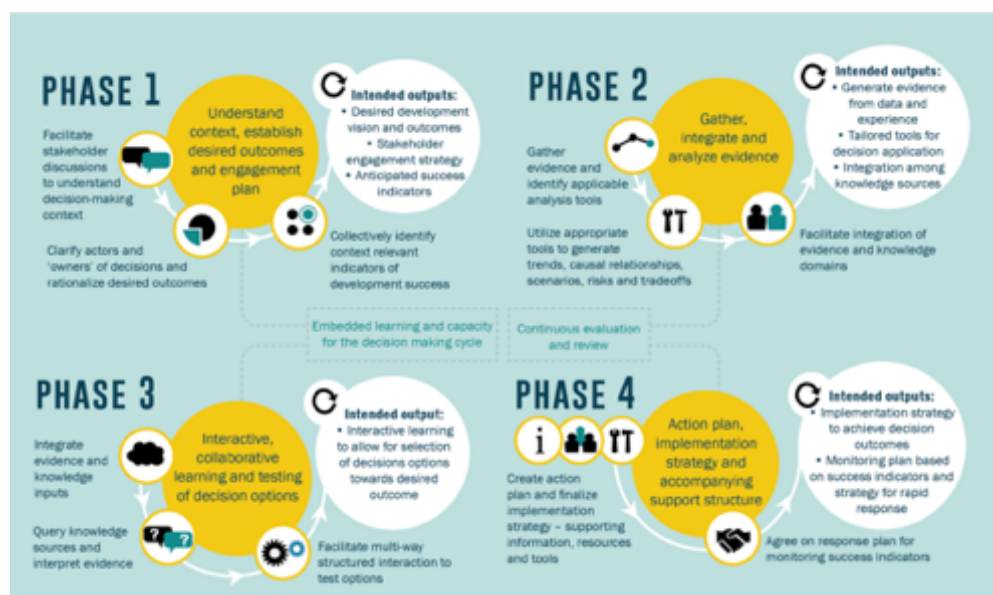 PHASE 1
Facilitate
stakeholder
discussions
to understand
decision-making
context
Understand
context, establish
desired outcomes
and engagement
plan
Intended outputs:
• Desired development
vision and outcomes
• Stakeholder
engagement strategy
• Anticipated success
indicators
Clarify actors and
'owners' of decisions and
rationalize desired outcomes
Collectively identify
context relevant
indicators of
development success
PHASE 2
Gather
evidence and
identify applicable
analysis tools
Gather,
integrate and
analyze evidence
Intended outputs:
• Generate evidence
from data and
experience
• Tailored tools for
decision application
• Integration among
knowledge sources
Utilize appropriate
tools to generate
trends, causal relationships,
scenarios, risks and tradeoffs
Facilitate integration of
evidence and knowledge
domains
Embedded learning and capacity
for the decision making cycle
Continuous evaluation
and review
PHASE 3
Integrate
evidence and
knowledge
inputs
Interactive,
collaborative
learning and testing
of decision options
Intended output:
• Interactive learning
to allow for selection
of decisions options
towards desired
outcome
Query knowledge
sources and
interpret evidence
? ?
Facilitate multi-way
structured interaction to
test options
PHASE 4
i
Create action
plan and finalize
implementation
strategy – supporting
information, resources
and tools
Action plan,
implementation
strategy and
accompanying
support structure
Intended outputs:
• Implementation strategy
to achieve decision
outcomes
• Monitoring plan based
on success indicators and
strategy for rapid
response
Agree on response plan for
monitoring success indicators